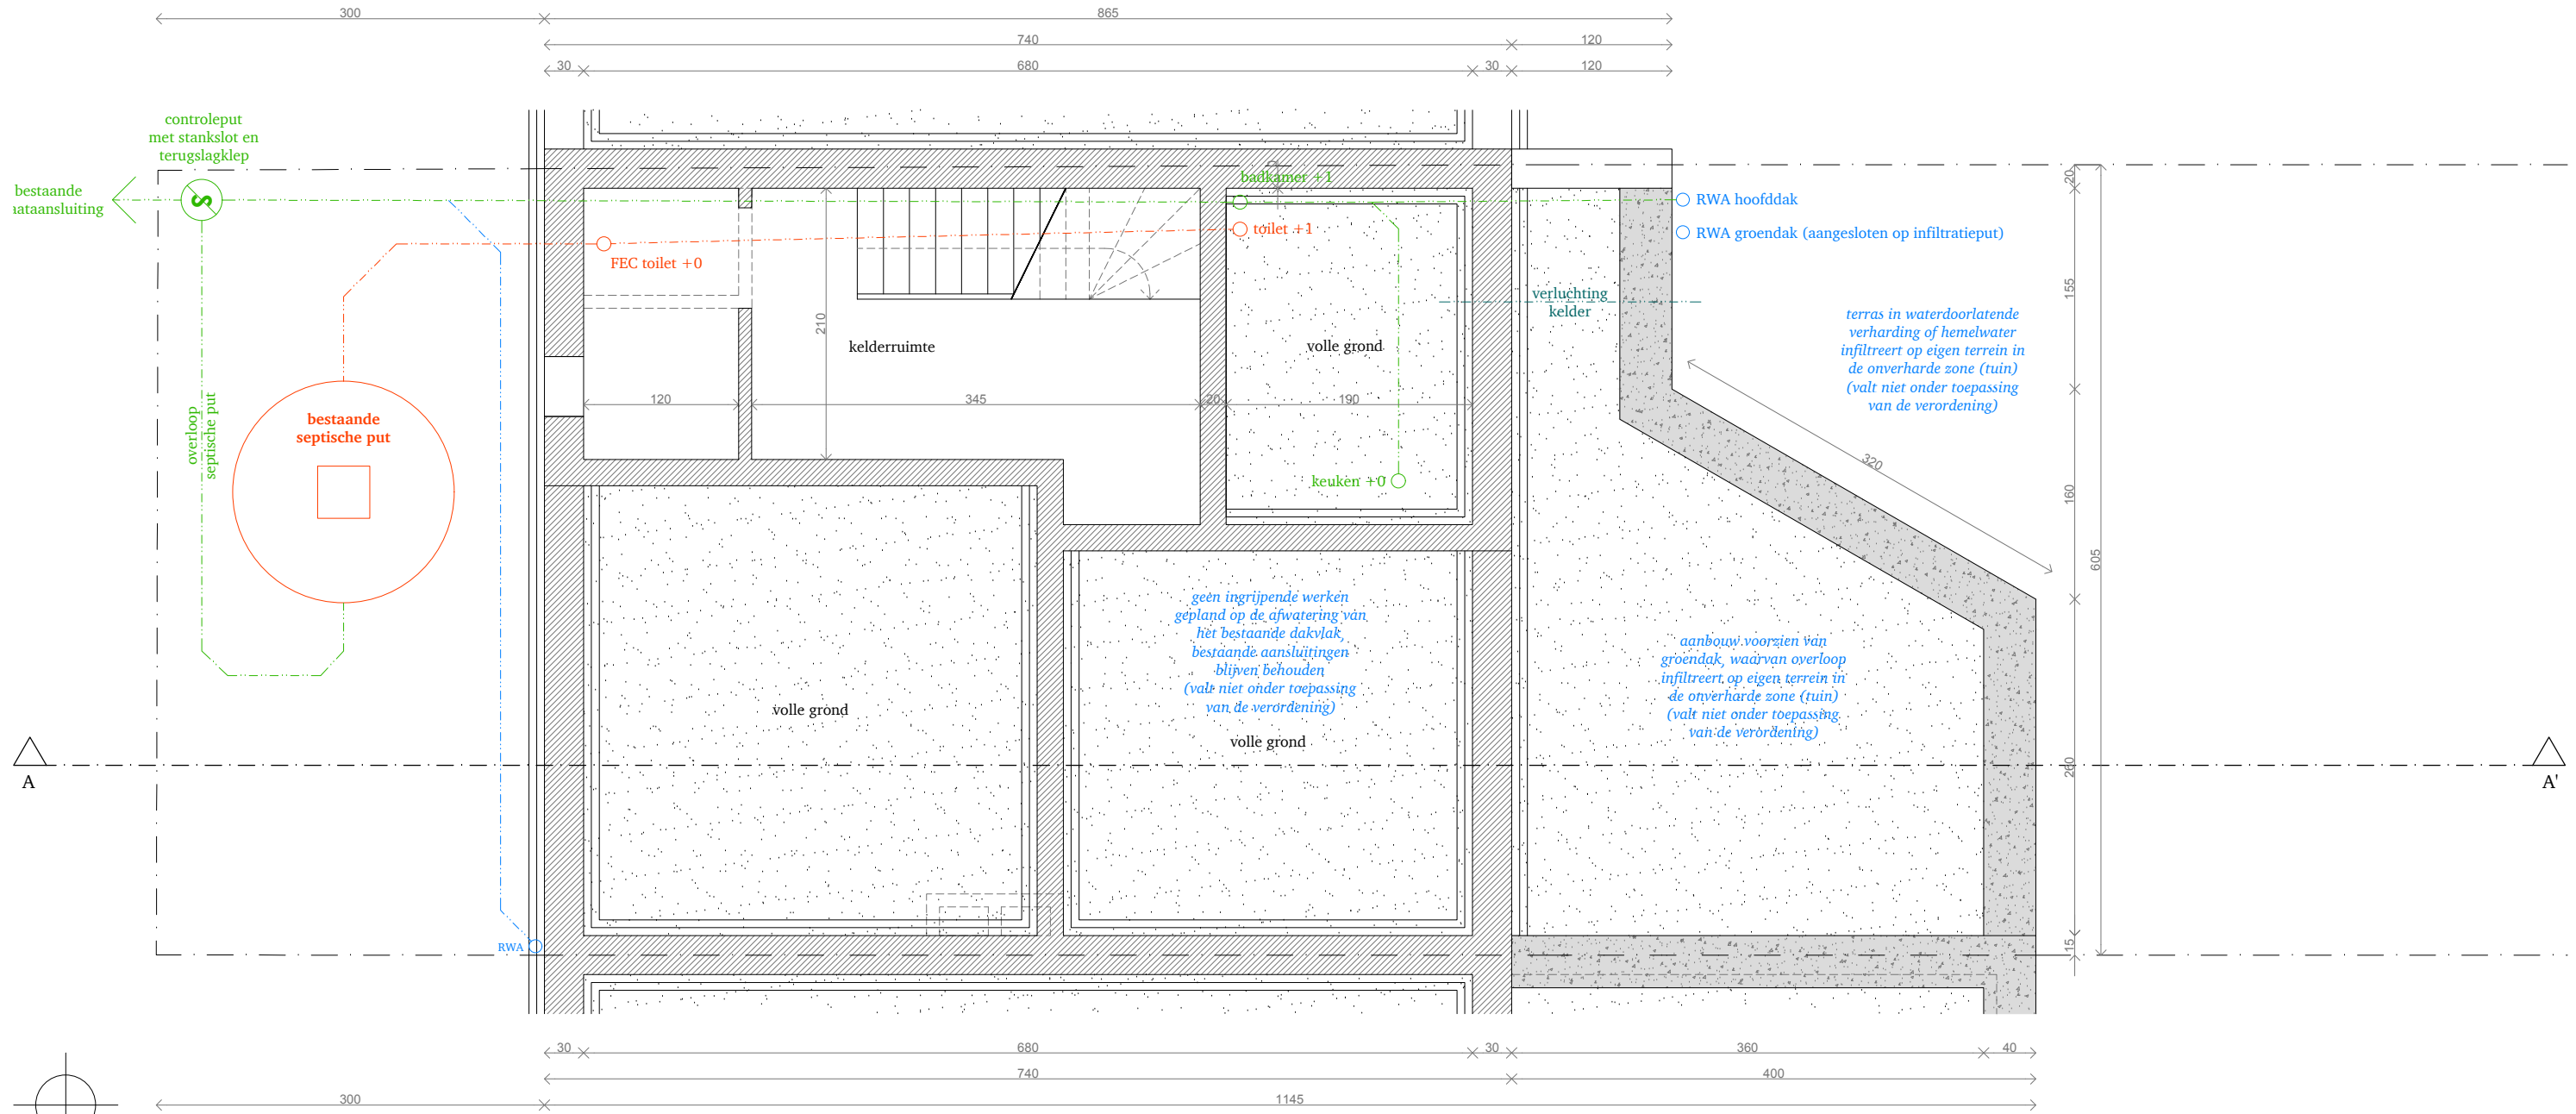 300
865
740
120
30
680
30
120
controleput
met stankslot en
terugslagklep
bestaande
aataansluiting
S
badkamer +1
toilet +1
FEC toilet +0
RWA hoofddak
RWA groendak (aangesloten op infiltratieput)
verluchting
kelder
kelderruimte
volle grond
210
120
345
20
190
keuken +0
terras in waterdoorlatende
verharding of hemelwater
infiltreert op eigen terrein in
de onverharde zone (tuin)
(valt niet onder toepassing
van de verordening)
20
155
160
605
260
15
320
overloop
septische put
bestaande
septische put
geen ingrijpende werken
gepland op de afwatering van
het bestaande dakvlak,
bestaande aansluitingen
blijven behouden
(valt niet onder toepassing
van de verordening)
volle grond
volle grond
aanbouw voorzien van
groendak, waarvan overloop
infiltreert op eigen terrein in
de onverharde zone (tuin)
(valt niet onder toepassing
van de verordening)
A
A'
RWA
30
680
30
360
40
740
400
300
1145